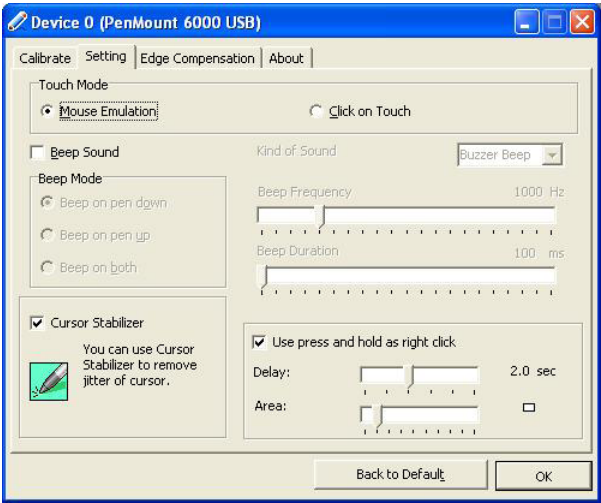 Device 0 (PenMount 6000 USB)
Calibrate Setting Edge Compensation About
Touch Mode
Mouse Emulation Click on Touch
Beep Sound Kind of Sound Buzzer Beep
Beep Mode
Beep on pen down
Beep on pen up
Beep on both
Beep Frequency 1000 Hz
Beep Duration 100 ms
Cursor Stabilizer
You can use Cursor
Stabilizer to remove
jitter of cursor.
Use press and hold as right click
Delay: 2.0 sec
Area:
Back to Default OK